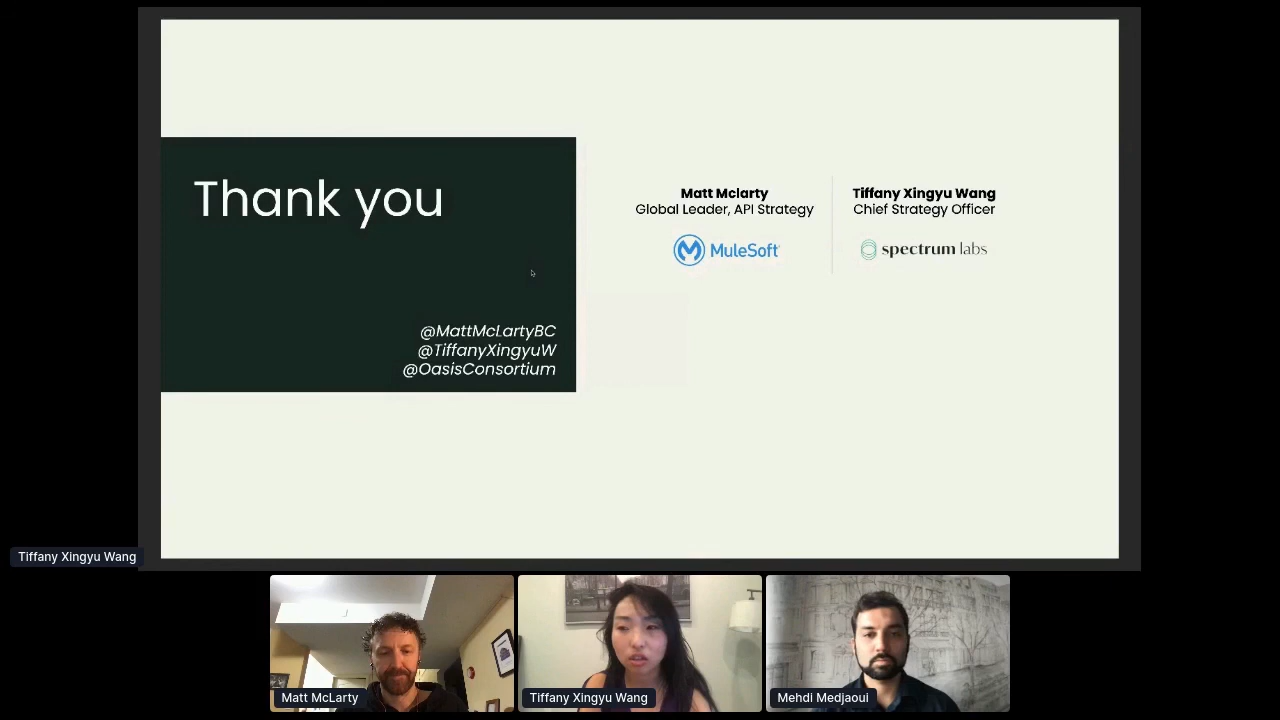 Thank you
@MattMcLartyBC
@TiffanyXingyuW
@OasisConsortium
Matt Mclarty
Global Leader, API Strategy
MuleSoft
Tiffany Xingyu Wang
Chief Strategy Officer
spectrum labs
Tiffany Xingyu Wang
Matt McLarty
Tiffany Xingyu Wang
Mehdi Medjaoui